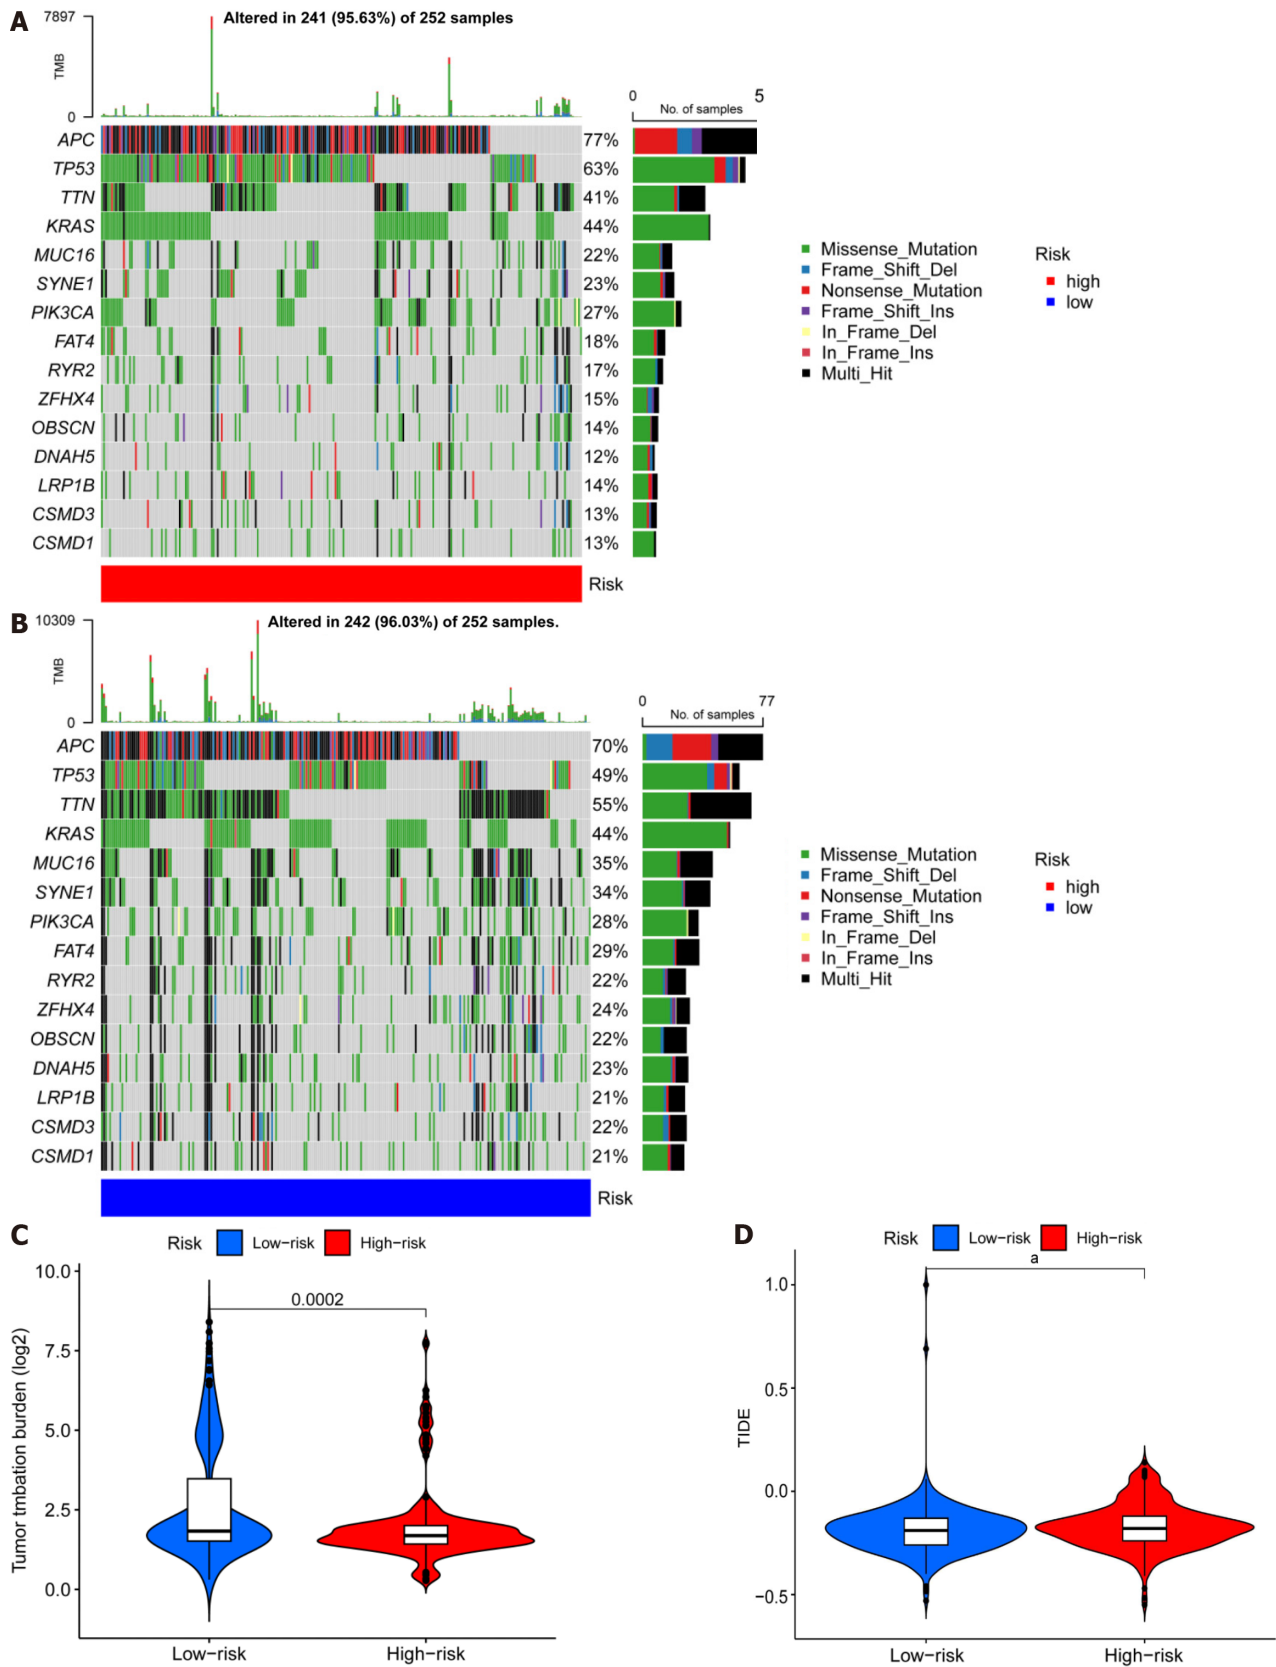 A
7897
TMB
0
Altered in 241 (95.63%) of 252 samples
0 5
No. of samples
APC 77%
TP53 63%
TTN 41%
KRAS 44%
MUC16 22%
SYNE1 23%
PIK3CA 27%
FAT4 18%
RYR2 17%
ZFHX4 15%
OBSCN 14%
DNAH5 12%
LRP1B 14%
CSMD3 13%
CSMD1 13%
Risk
Missense_Mutation
Frame_Shift_Del
Nonsense_Mutation
Frame_Shift_Ins
In_Frame_Del
In_Frame_Ins
Multi_Hit
Risk
high
low
B
10309
TMB
0
Altered in 242 (96.03%) of 252 samples.
0 77
No. of samples
APC 70%
TP53 49%
TTN 55%
KRAS 44%
MUC16 35%
SYNE1 34%
PIK3CA 28%
FAT4 29%
RYR2 22%
ZFHX4 24%
OBSCN 22%
DNAH5 23%
LRP1B 21%
CSMD3 22%
CSMD1 21%
Risk
Missense_Mutation
Frame_Shift_Del
Nonsense_Mutation
Frame_Shift_Ins
In_Frame_Del
In_Frame_Ins
Multi_Hit
Risk
high
low
C
Risk Low-risk High-risk
Tumor tmbation burden (log2)
10.0
7.5
5.0
2.5
0.0
0.0002
Low-risk High-risk
D
Risk Low-risk High-risk
a
TIDE
1.0
0.5
0.0
-0.5
Low-risk High-risk